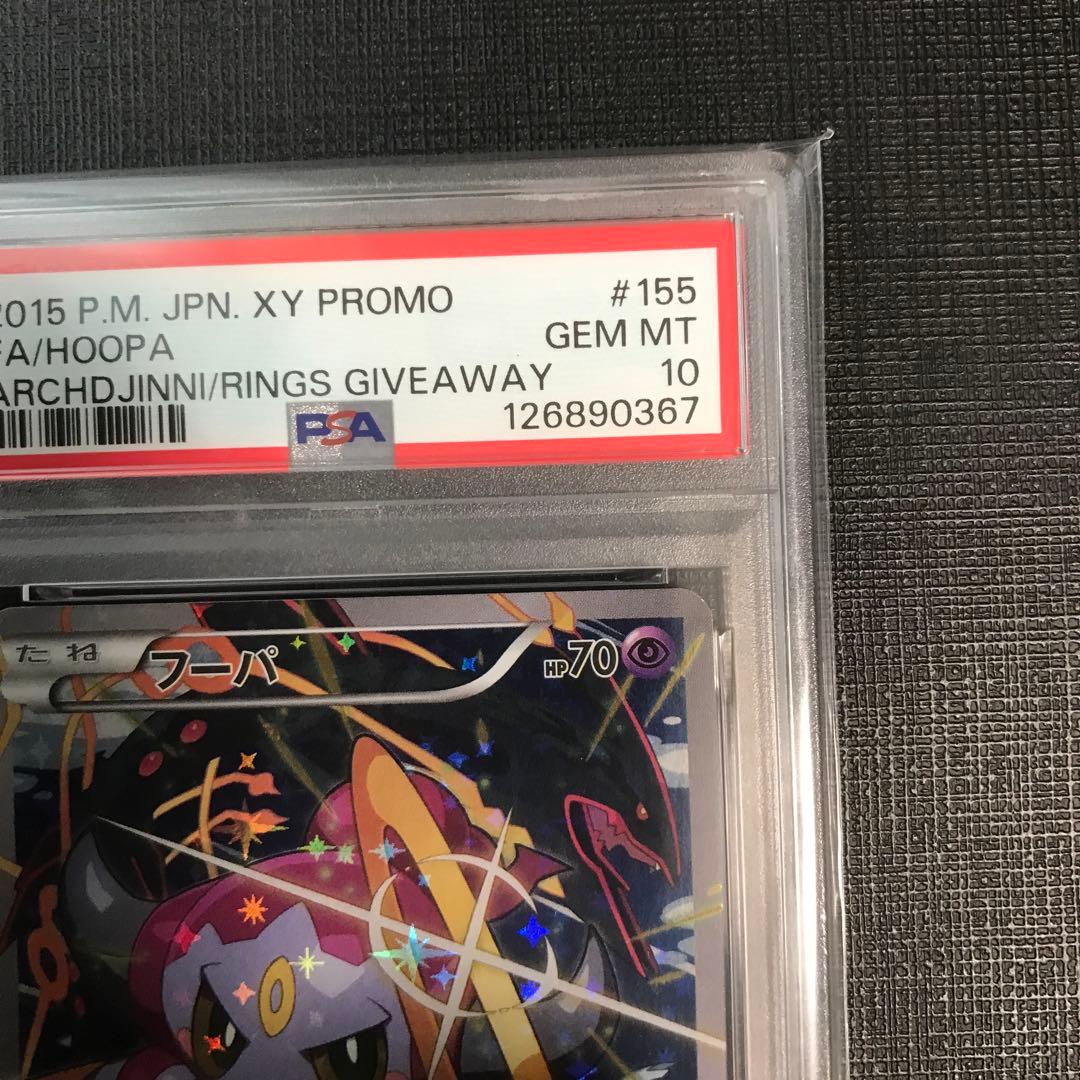 2015 P.M. JPN. XY PROMO #155
FA/HOOPA GEM MT
ARCHDJINNI/RINGS GIVEAWAY 10
PSA 126890367
たね フーパ HP70